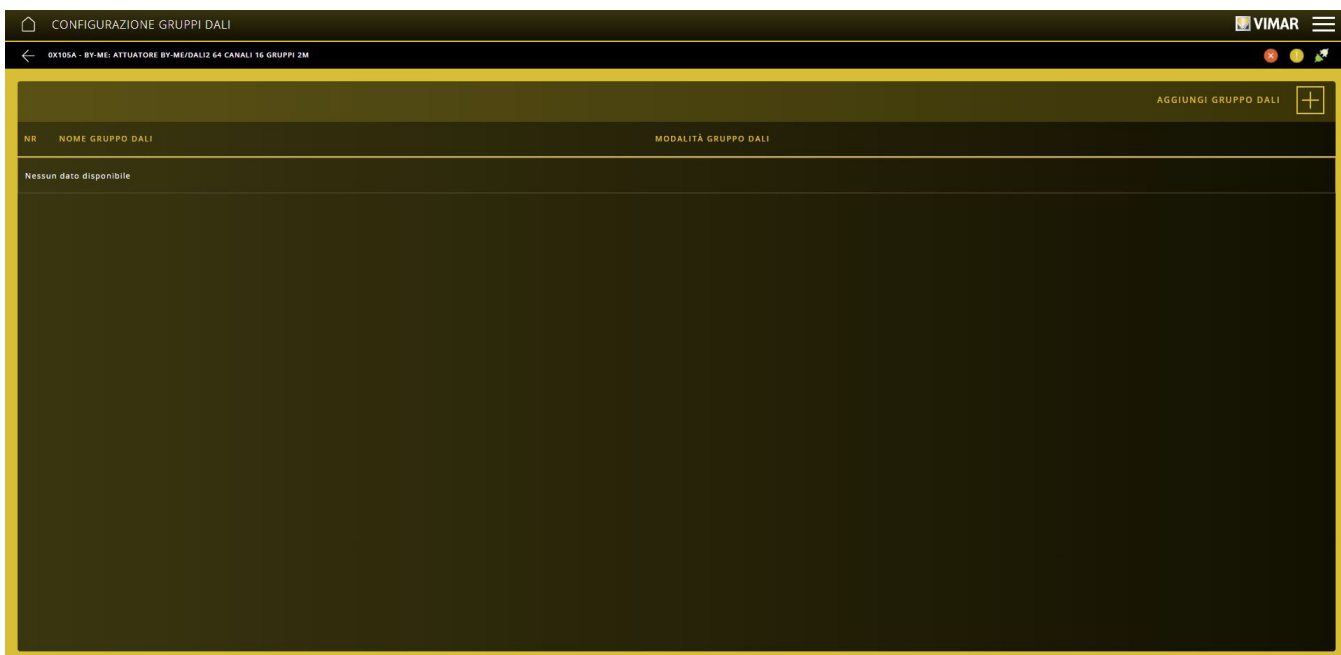 CONFIGURAZIONE GRUPPI DALI
VIMAR
0X105A - BY-ME: ATTUATORE BY-ME/DALI2 64 CANALI 16 GRUPPI 2M
AGGIUNGI GRUPPO DALI
NR NOME GRUPPO DALI MODALITÀ GRUPPO DALI
Nessun dato disponibile